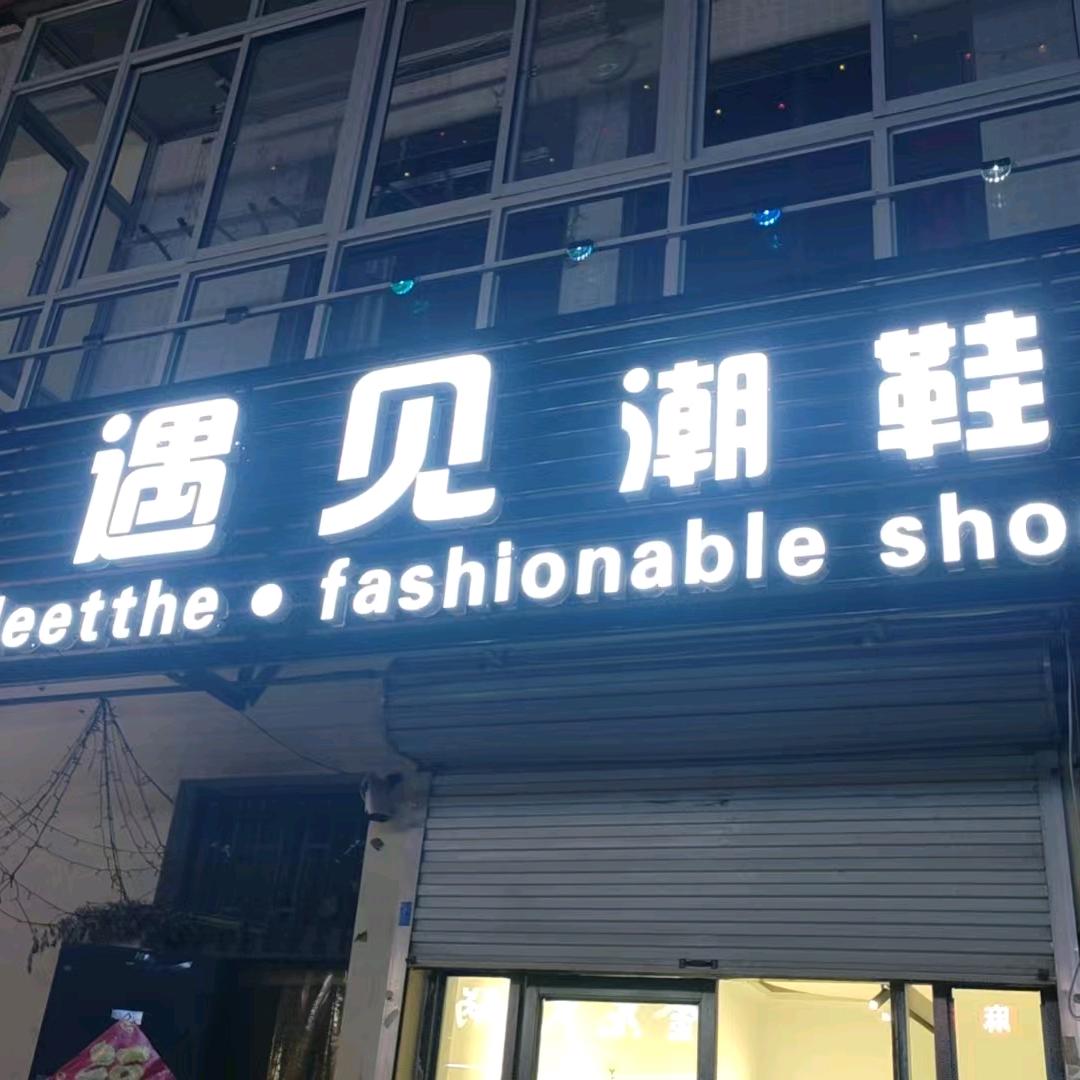 遇见潮鞋
eetthe • fashionable sho